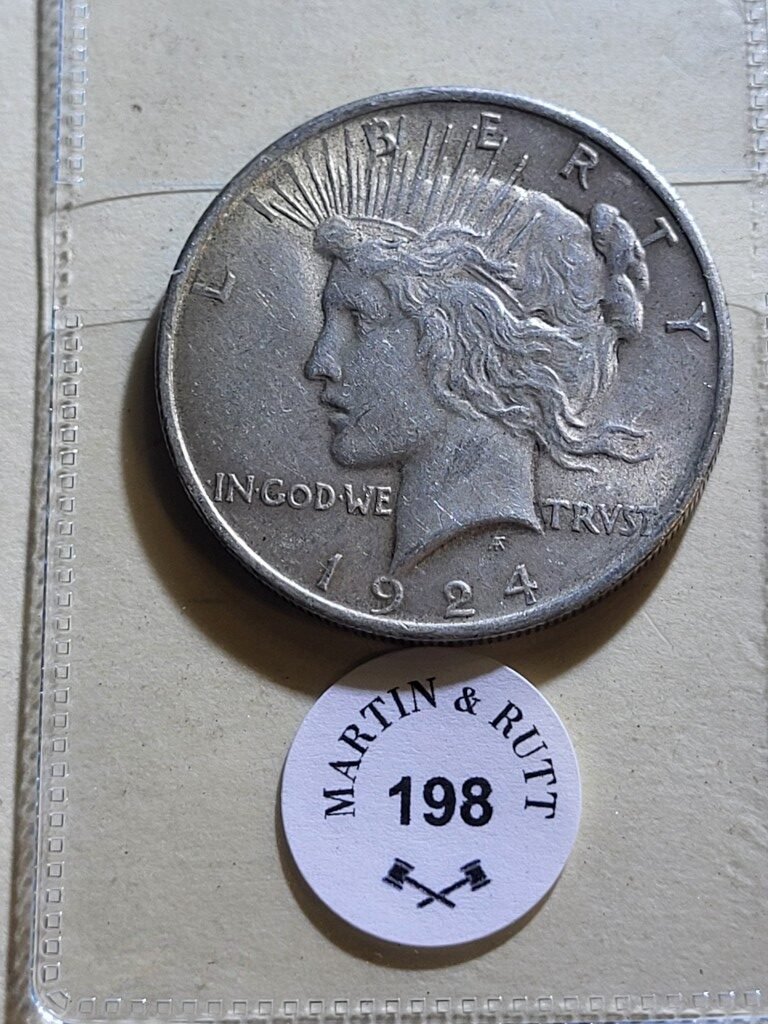 LIBERTY
IN·GOD·WE TRVST
1924
MARTIN & RUTT
198